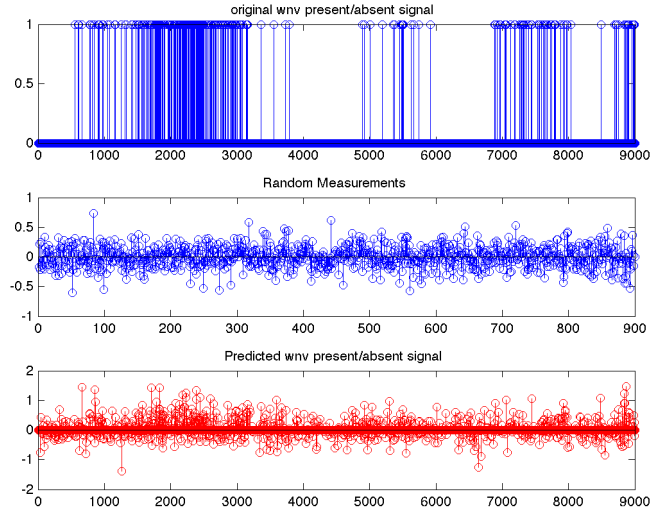 original wnv present/absent signal
1
0.5
0
0 1000 2000 3000 4000 5000 6000 7000 8000 9000
Random Measurements
1
0.5
0
-0.5
-1
0 100 200 300 400 500 600 700 800 900
Predicted wnv present/absent signal
2
1
0
-1
-2
0 1000 2000 3000 4000 5000 6000 7000 8000 9000